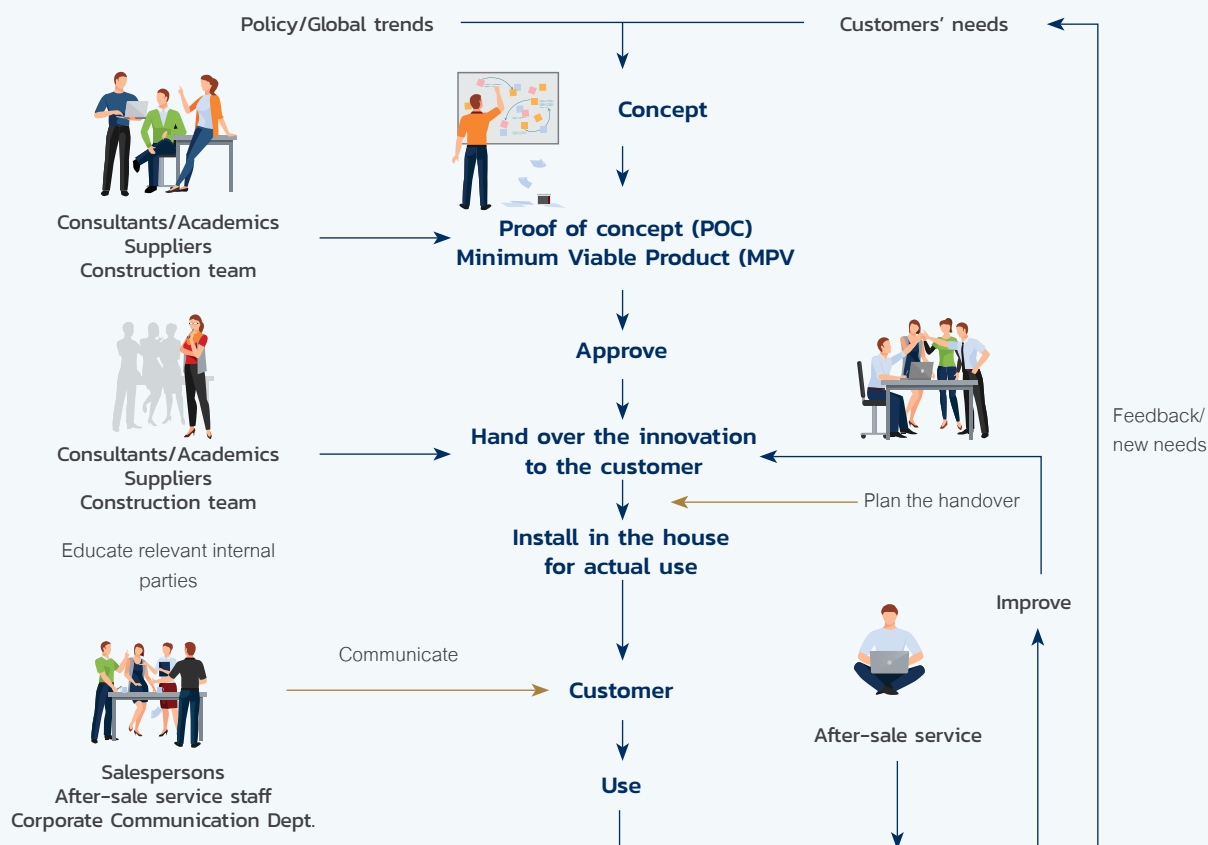 Policy/Global trends
Customers’ needs
Concept
Consultants/Academics
Suppliers
Construction team
Proof of concept (POC)
Minimum Viable Product (MPV
Approve
Consultants/Academics
Suppliers
Construction team
Hand over the innovation
to the customer
Feedback/
new needs
Plan the handover
Educate relevant internal
parties
Install in the house
for actual use
Improve
Communicate
Customer
After-sale service
Salespersons
After-sale service staff
Corporate Communication Dept.
Use